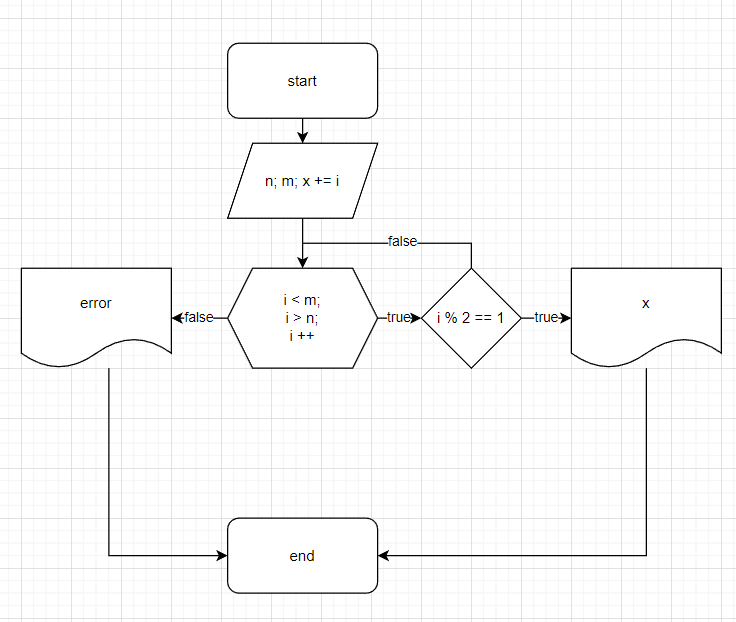 start
n; m; x += i
false
error
false
i < m;
i > n;
i ++
true
i % 2 == 1
true
x
end